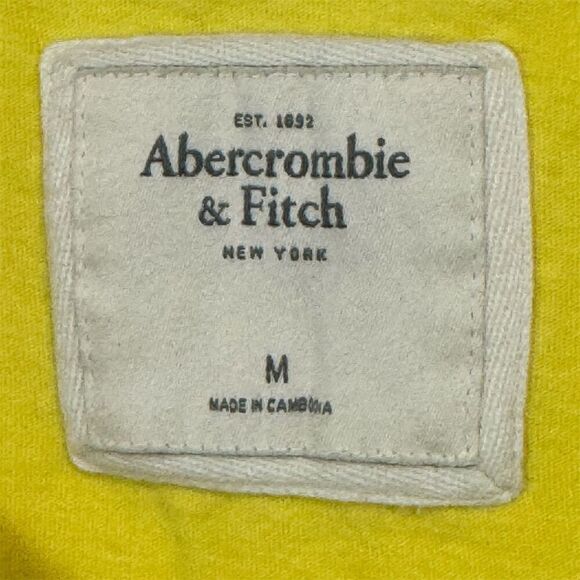 EST. 1892
Abercrombie
& Fitch
NEW YORK
M
MADE IN CAMBODIA